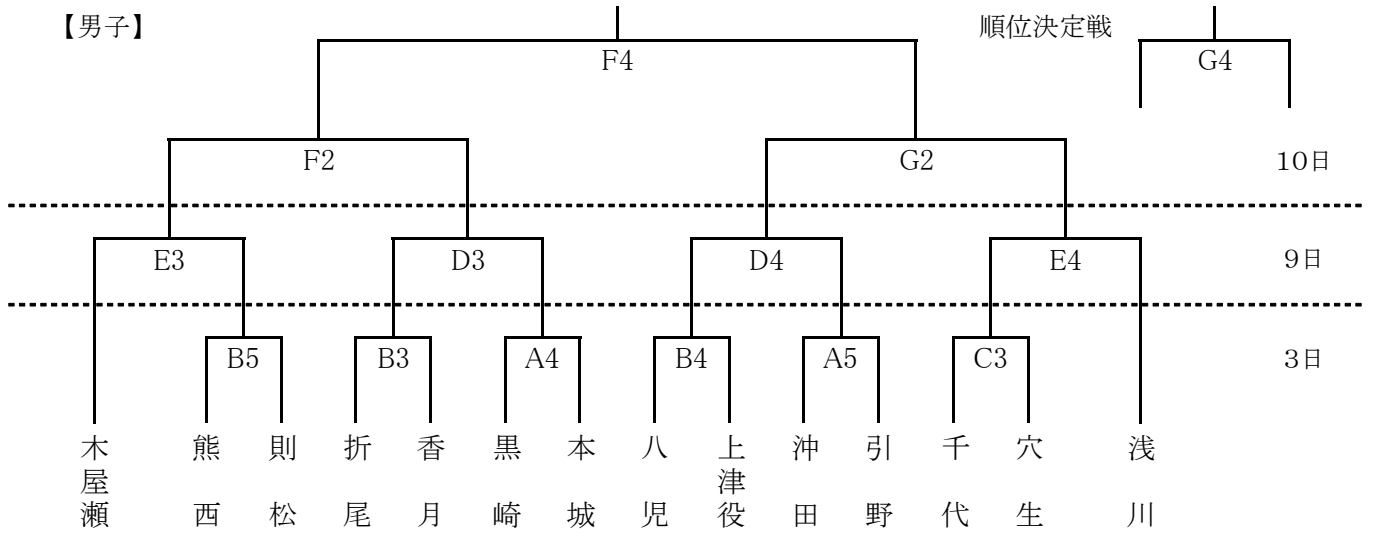 【男子】
順位決定戦
F4
G4
F2
G2
10日
E3
D3
D4
E4
9日
B5
B3
A4
B4
A5
C3
3日
木屋瀬
熊西
則松
折尾
香月
黒崎
本城
八児
上津役
沖田
引野
千代
穴生
浅川